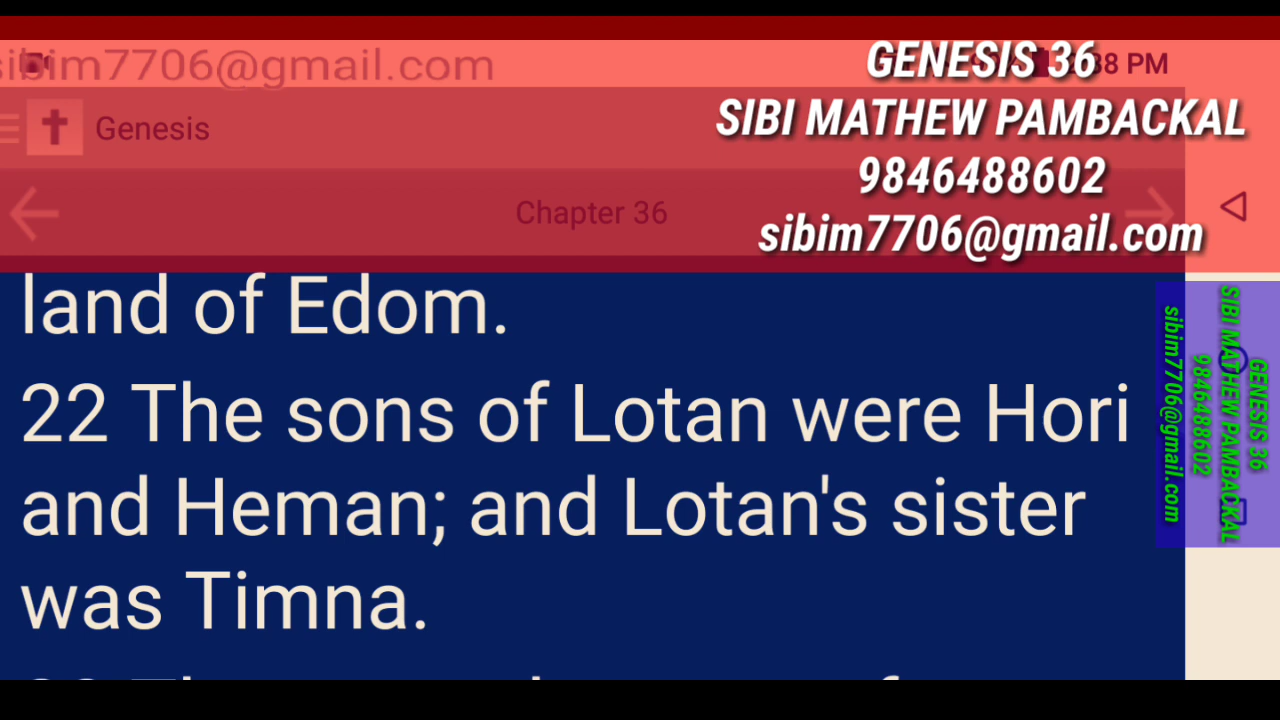 sibim7706@gmail.com
GENESIS 36
38 PM
SIBI MATHEW PAMBACKAL
Genesis
9846488602
Chapter 36
sibim7706@gmail.com
land of Edom.
22 The sons of Lotan were Hori
and Heman; and Lotan's sister
was Timna.
GENESIS 36
SIBI MATHEW PAMBACKAL
9846488602
sibim7706@gmail.com